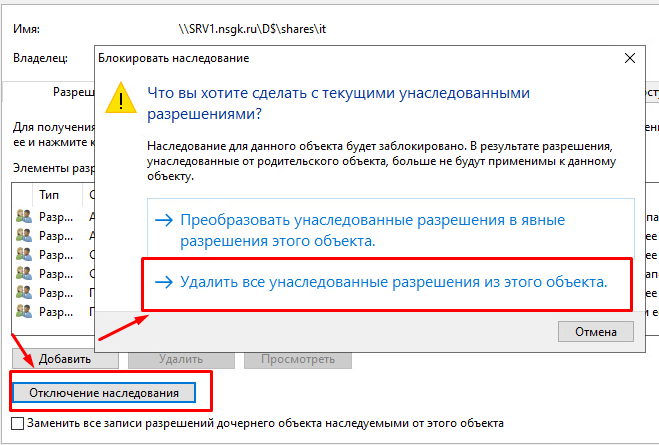 Имя: \\SRV1.nsgk.ru\D$\shares\it
Владелец:
Блокировать наследование
Что вы хотите сделать с текущими унаследованными
разрешениями?
Наследование для данного объекта будет заблокировано. В результате разрешения,
унаследованные от родительского объекта, больше не будут применимы к данному
объекту.
Преобразовать унаследованные разрешения в явные
разрешения этого объекта.
Удалить все унаследованные разрешения из этого объекта.
Отмена
Для
ее и нажмите
Элементы
Тип
Разр...
Разр...
Разр...
Разр...
Разр...
Разр...
Добавить Удалить Просмотреть
Отключение наследования
Заменить все записи разрешений дочернего объекта наследуемыми от этого объекта